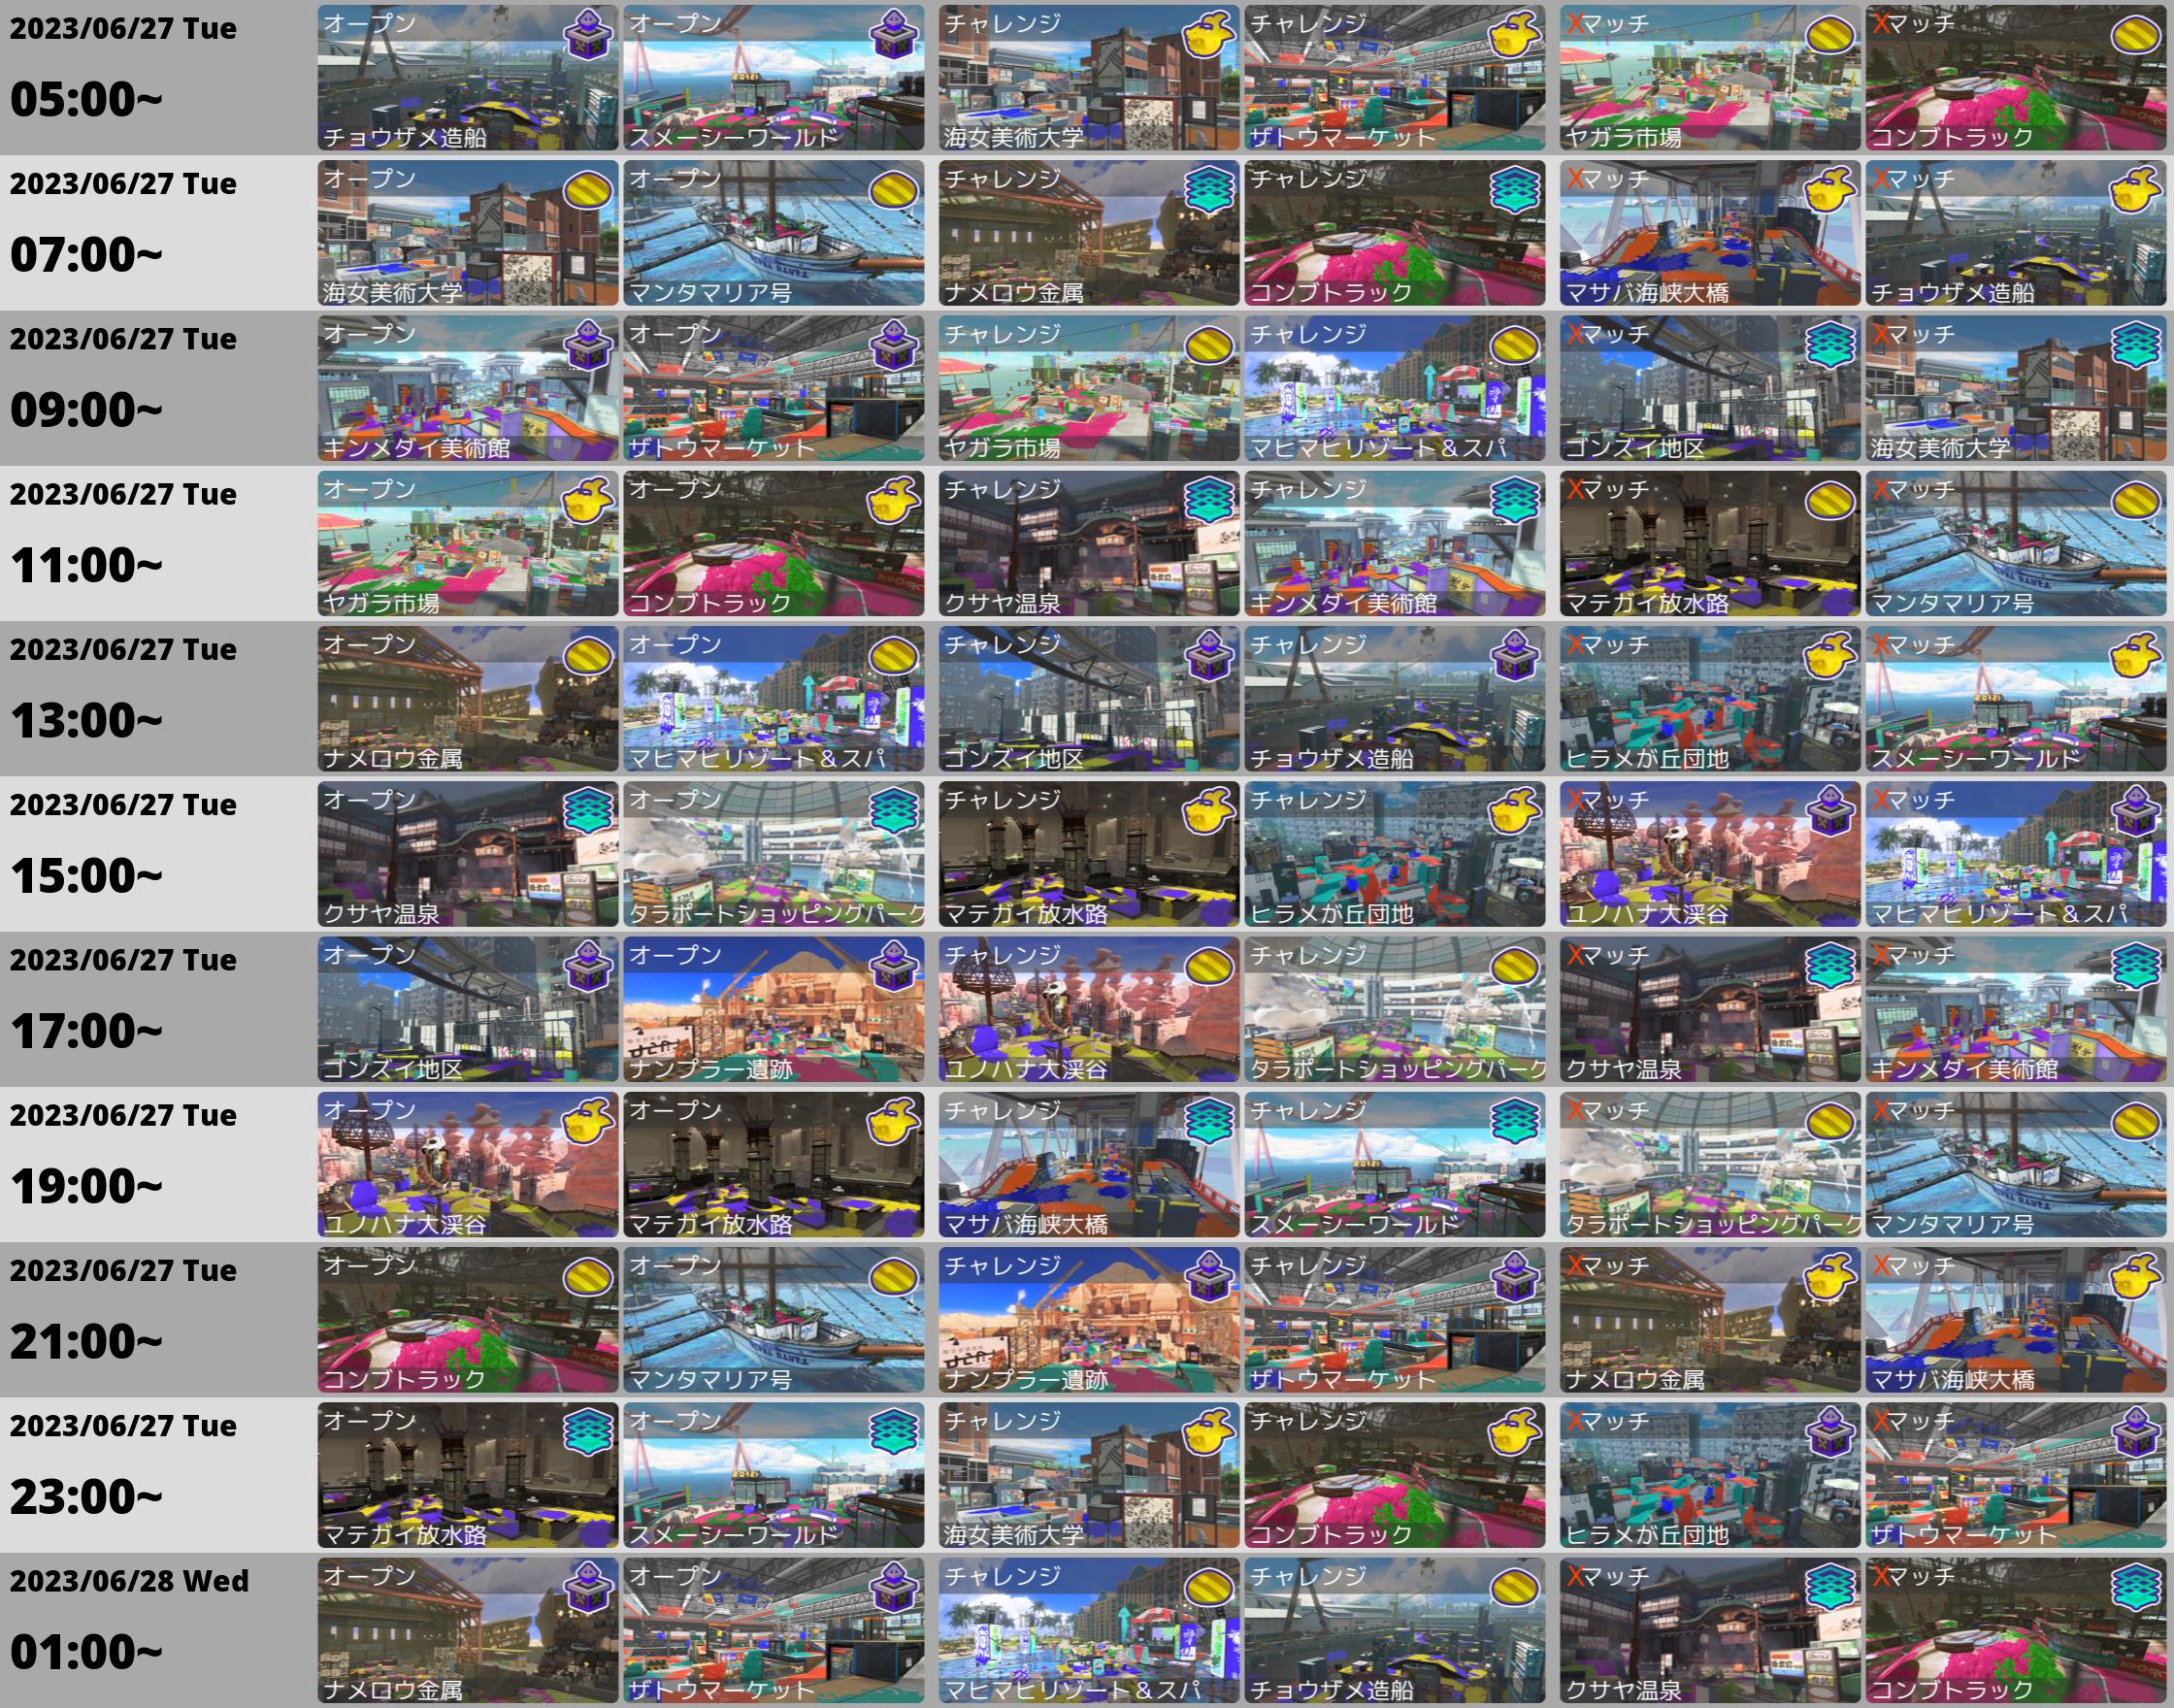 2023/06/27 Tue
05:00~
オープン
チョウザメ造船
オープン
スメーシーワールド
チャレンジ
海女美術大学
チャレンジ
ザトウマーケット
Xマッチ
ヤガラ市場
Xマッチ
コンブトラック
2023/06/27 Tue
07:00~
オープン
海女美術大学
オープン
マンタマリア号
チャレンジ
ナメロウ金属
チャレンジ
コンブトラック
Xマッチ
マサバ海峡大橋
Xマッチ
チョウザメ造船
2023/06/27 Tue
09:00~
オープン
キンメダイ美術館
オープン
ザトウマーケット
チャレンジ
ヤガラ市場
チャレンジ
マヒマヒリゾート＆スパ
Xマッチ
ゴンズイ地区
Xマッチ
海女美術大学
2023/06/27 Tue
11:00~
オープン
ヤガラ市場
オープン
コンブトラック
チャレンジ
クサヤ温泉
チャレンジ
キンメダイ美術館
Xマッチ
マテガイ放水路
Xマッチ
マンタマリア号
2023/06/27 Tue
13:00~
オープン
ナメロウ金属
オープン
マヒマヒリゾート＆スパ
チャレンジ
ゴンズイ地区
チャレンジ
チョウザメ造船
Xマッチ
ヒラメが丘団地
Xマッチ
スメーシーワールド
2023/06/27 Tue
15:00~
オープン
クサヤ温泉
オープン
タラポートショッピングパーク
チャレンジ
マテガイ放水路
チャレンジ
ヒラメが丘団地
Xマッチ
ユノハナ大渓谷
Xマッチ
マヒマヒリゾート＆スパ
2023/06/27 Tue
17:00~
オープン
ゴンズイ地区
オープン
ナンプラー遺跡
チャレンジ
ユノハナ大渓谷
チャレンジ
タラポートショッピングパーク
Xマッチ
クサヤ温泉
Xマッチ
キンメダイ美術館
2023/06/27 Tue
19:00~
オープン
ユノハナ大渓谷
オープン
マテガイ放水路
チャレンジ
マサバ海峡大橋
チャレンジ
スメーシーワールド
Xマッチ
タラポートショッピングパーク
Xマッチ
マンタマリア号
2023/06/27 Tue
21:00~
オープン
コンブトラック
オープン
マンタマリア号
チャレンジ
ナンプラー遺跡
チャレンジ
ザトウマーケット
Xマッチ
ナメロウ金属
Xマッチ
マサバ海峡大橋
2023/06/27 Tue
23:00~
オープン
マテガイ放水路
オープン
スメーシーワールド
チャレンジ
海女美術大学
チャレンジ
コンブトラック
Xマッチ
ヒラメが丘団地
Xマッチ
ザトウマーケット
2023/06/28 Wed
01:00~
オープン
ナメロウ金属
オープン
ザトウマーケット
チャレンジ
マヒマヒリゾート＆スパ
チャレンジ
チョウザメ造船
Xマッチ
クサヤ温泉
Xマッチ
コンブトラック